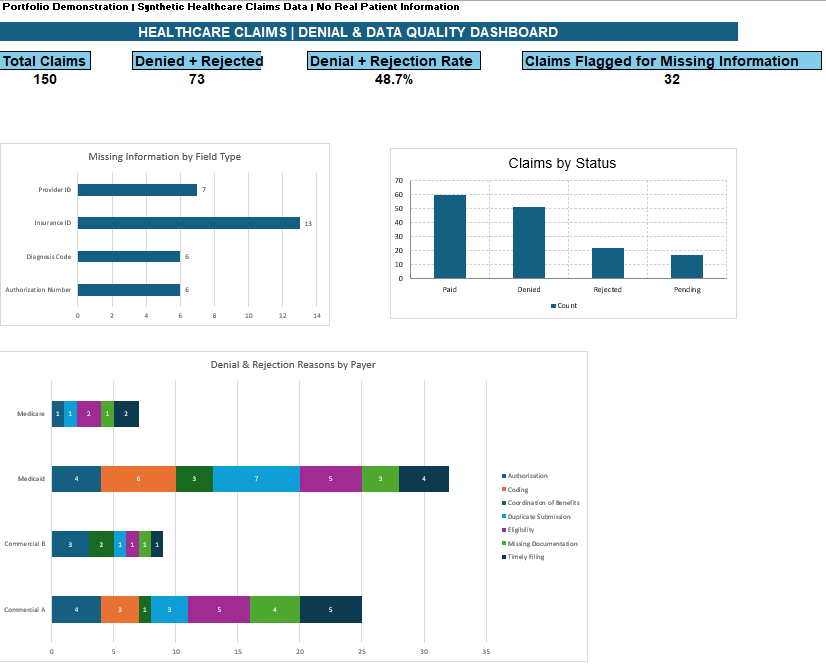 Portfolio Demonstration | Synthetic Healthcare Claims Data | No Real Patient Information
HEALTHCARE CLAIMS | DENIAL & DATA QUALITY DASHBOARD
Total Claims
150
Denied + Rejected
73
Denial + Rejection Rate
48.7%
Claims Flagged for Missing Information
32
Missing Information by Field Type
Provider ID 7
Insurance ID 13
Diagnosis Code 6
Authorization Number 6
0 2 4 6 8 10 12 14
Claims by Status
70
60
50
40
30
20
10
0
Paid Denied Rejected Pending
Count
Denial & Rejection Reasons by Payer
Medicare 1 1 2 1 2
Medicaid 4 6 3 7 5 3 4
Commercial B 3 2 1 1 1 1
Commercial A 4 3 1 3 5 4 5
0 5 10 15 20 25 30 35
Authorization
Coding
Coordination of Benefits
Duplicate Submission
Eligibility
Missing Documentation
Timely Filing